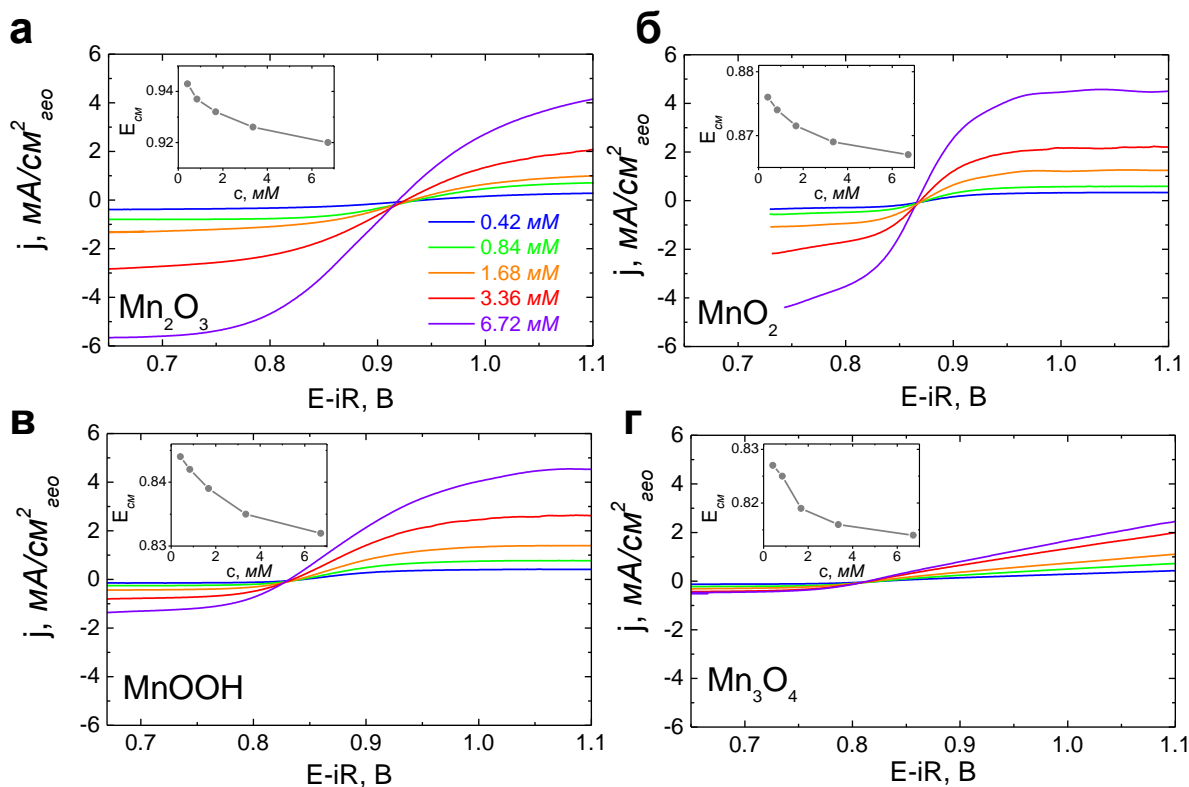 а
6
4
2
0
-2
-4
-6
j, мА/см²гео
0.94
0.92
Eсм
0 2 4 6
c, мМ
0.42 мМ
0.84 мМ
1.68 мМ
3.36 мМ
6.72 мМ
Mn₂O₃
0.7 0.8 0.9 1.0 1.1
E-iR, В
б
6
4
2
0
-2
-4
-6
j, мА/см²гео
0.88
0.87
Eсм
0 2 4 6
c, мМ
MnO₂
0.7 0.8 0.9 1.0 1.1
E-iR, В
в
6
4
2
0
-2
-4
-6
j, мА/см²гео
0.84
0.83
Eсм
0 2 4 6
c, мМ
MnOOH
0.7 0.8 0.9 1.0 1.1
E-iR, В
г
6
4
2
0
-2
-4
-6
j, мА/см²гео
0.83
0.82
Eсм
0 2 4 6
c, мМ
Mn₃O₄
0.7 0.8 0.9 1.0 1.1
E-iR, В